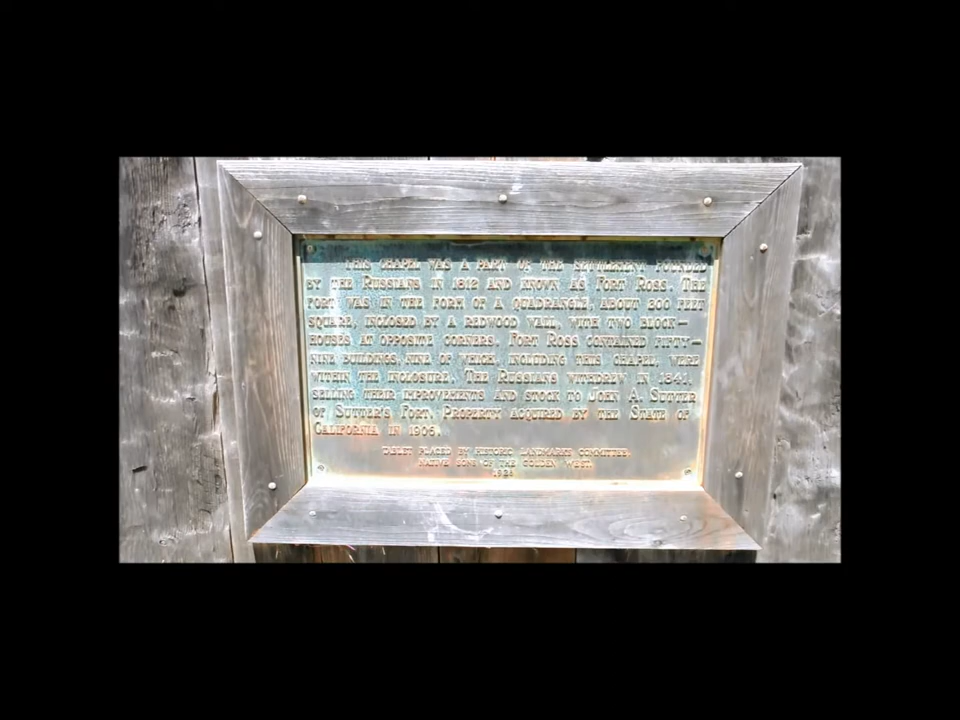 THIS CHAPEL WAS A PART OF THE SETTLEMENT FOUNDED
BY THE RUSSIANS IN 1812 AND KNOWN AS FORT ROSS. THE
FORT WAS IN THE FORM OF A QUADRANGLE, ABOUT 300 FEET
SQUARE, INCLOSED BY A REDWOOD WALL, WITH TWO BLOCK-
HOUSES AT OPPOSITE CORNERS. FORT ROSS CONTAINED FIFTY-
NINE BUILDINGS, NINE OF WHICH, INCLUDING THIS CHAPEL, WERE
WITHIN THE INCLOSURE. THE RUSSIANS WITHDREW IN 1841,
SELLING THEIR IMPROVEMENTS AND STOCK TO JOHN A. SUTTER
OF SUTTER'S FORT. PROPERTY ACQUIRED BY THE STATE OF
CALIFORNIA IN 1906.
TABLET PLACED BY HISTORIC LANDMARKS COMMITTEE,
NATIVE SONS OF THE GOLDEN WEST.